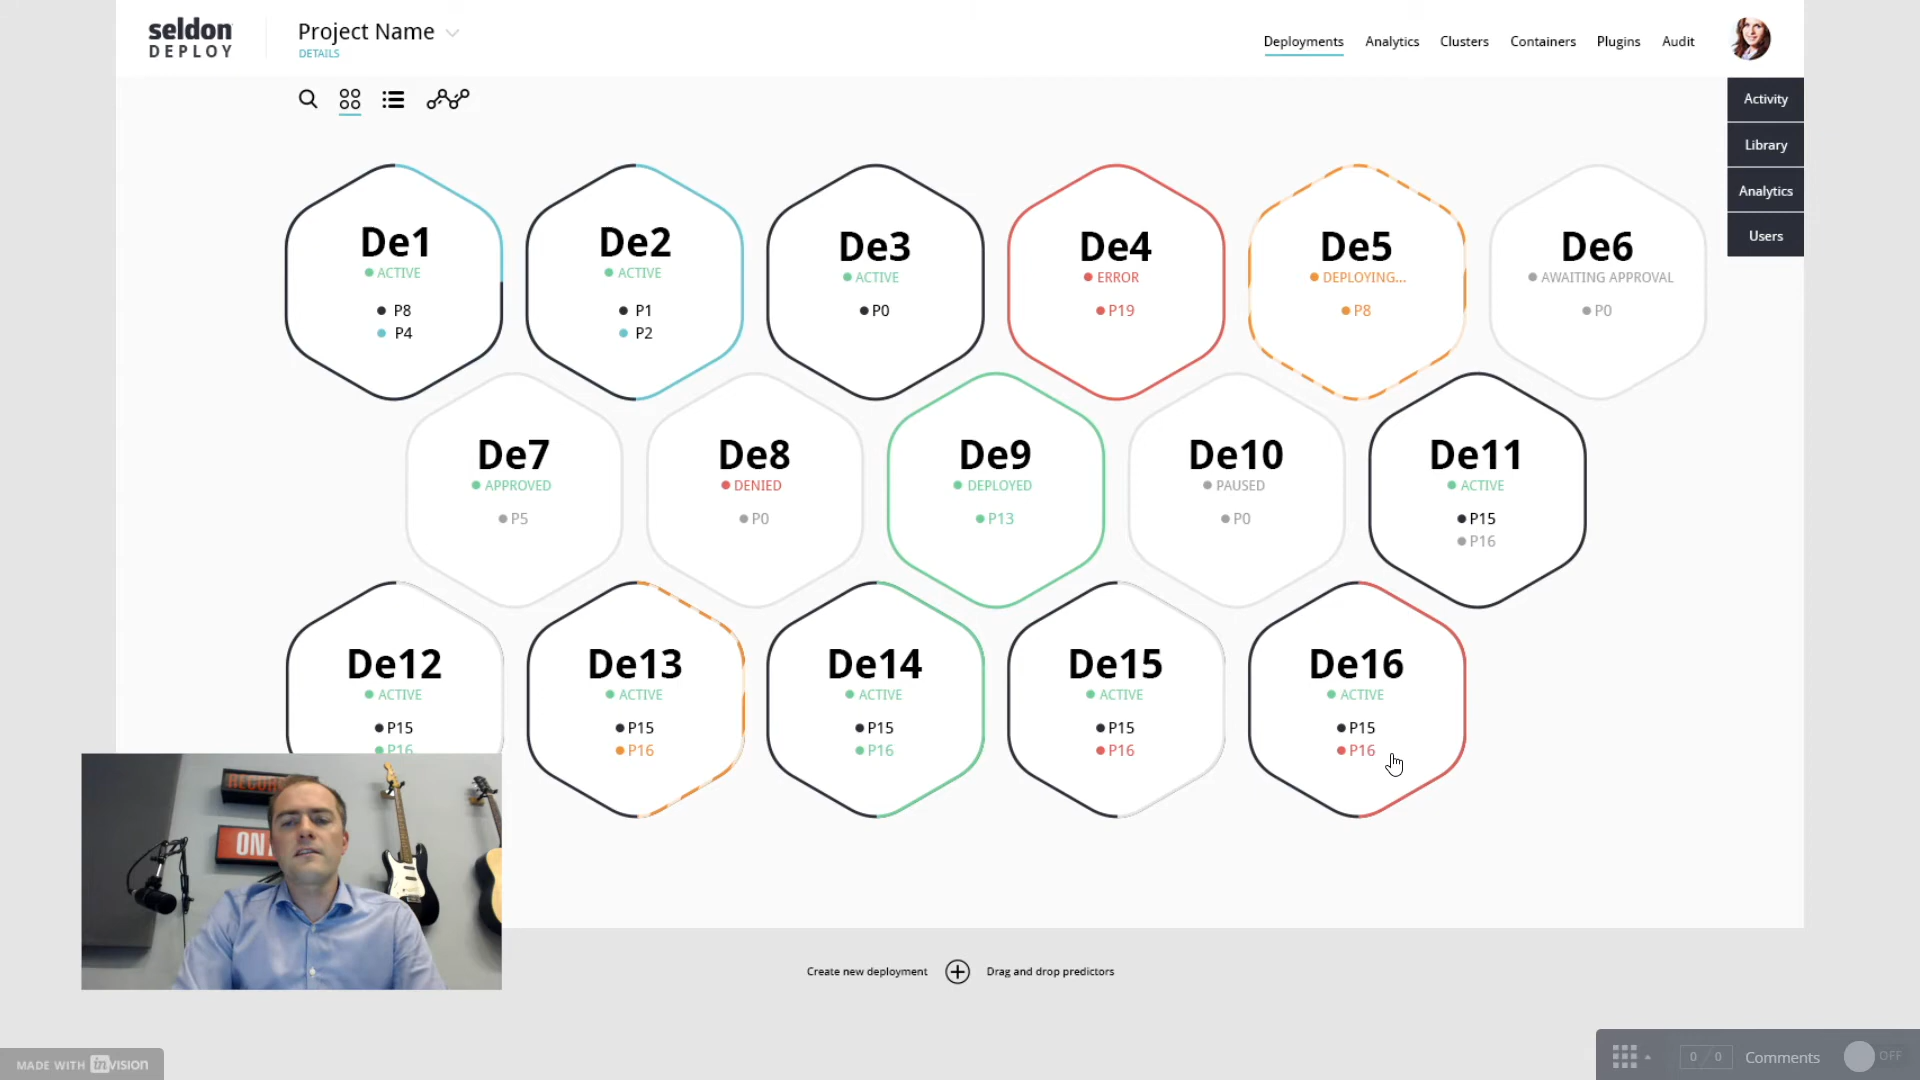 seldon
DEPLOY
Project Name
DETAILS
Deployments
Analytics
Clusters
Containers
Plugins
Audit
Activity
Library
Analytics
Users
De1
ACTIVE
P8
P4
De2
ACTIVE
P1
P2
De3
ACTIVE
P0
De4
ERROR
P19
De5
DEPLOYING...
P8
De6
AWAITING APPROVAL
P0
De7
APPROVED
P5
De8
DENIED
P0
De9
DEPLOYED
P13
De10
PAUSED
P0
De11
ACTIVE
P15
P16
De12
ACTIVE
P15
P16
De13
ACTIVE
P15
P16
De14
ACTIVE
P15
P16
De15
ACTIVE
P15
P16
De16
ACTIVE
P15
P16
Create new deployment
Drag and drop predictors
MADE WITH inVISION
0 / 0
Comments
OFF